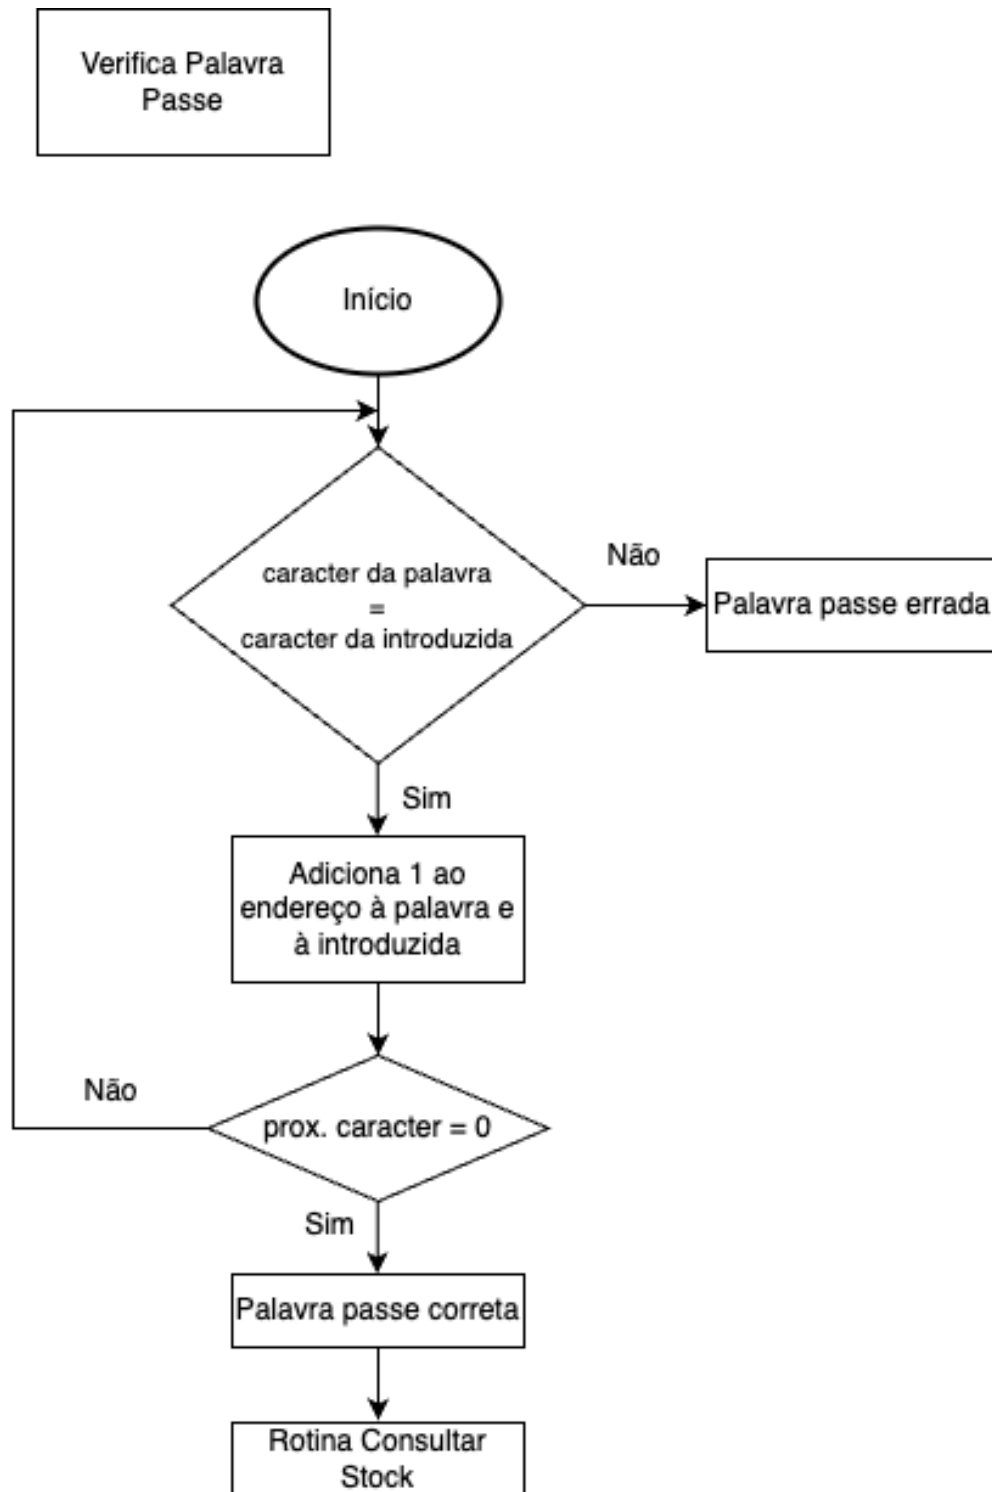 Verifica Palavra
Passe
Início
caracter da palavra
=
caracter da introduzida
Não
Palavra passe errada
Sim
Adiciona 1 ao
endereço à palavra e
à introduzida
Não
prox. caracter = 0
Sim
Palavra passe correta
Rotina Consultar
Stock